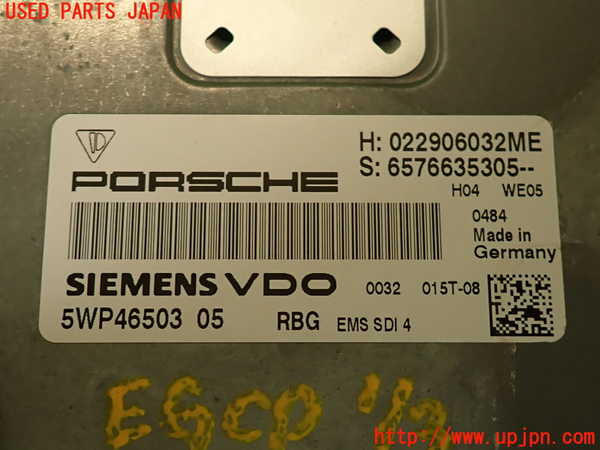 USED PARTS JAPAN
H: 022906032ME
S: 6576635305--
PORSCHE
H04 WE05
0484
Made in
Germany
SIEMENS VDO 0032 015T-08
5WP46503 05 RBG EMS SDI 4
EGCP
http://www.upjpn.com/